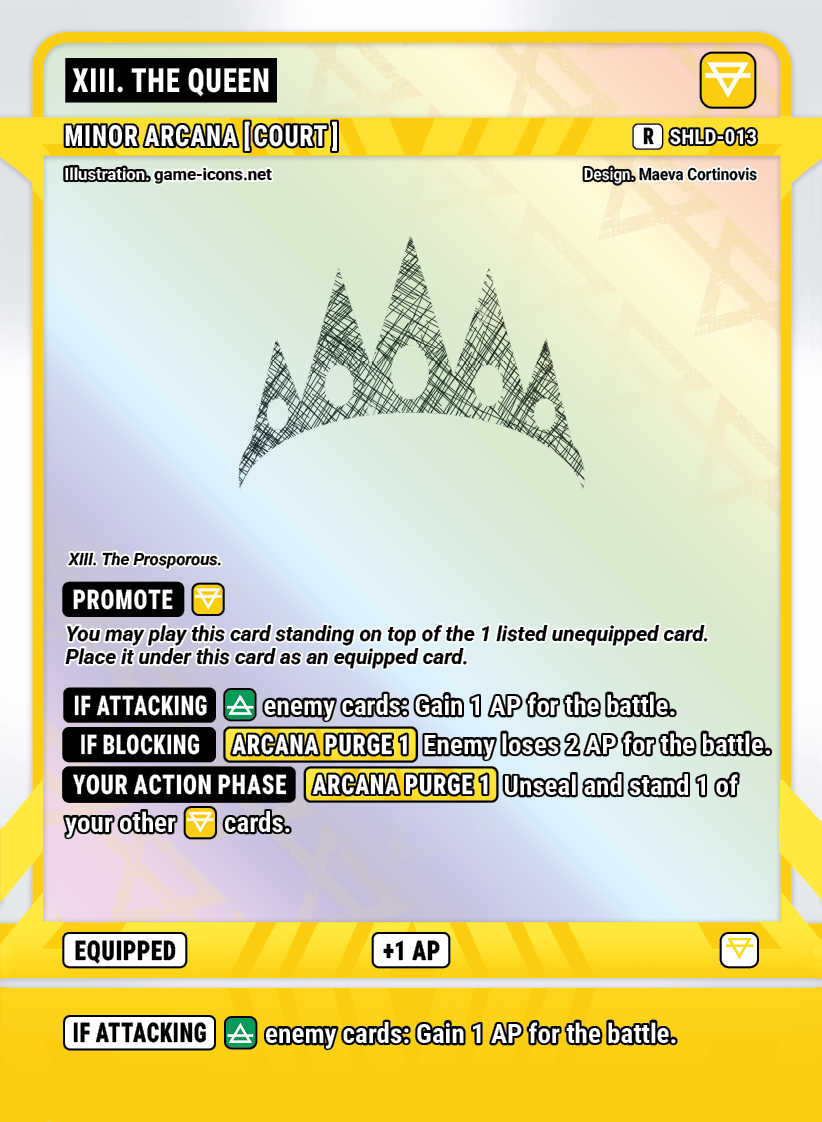 XIII. THE QUEEN
MINOR ARCANA [COURT]
R SHLD-013
Illustration. game-icons.net
Design. Maeva Cortinovis
XIII. The Prosporous.
PROMOTE
You may play this card standing on top of the 1 listed unequipped card.
Place it under this card as an equipped card.
IF ATTACKING enemy cards: Gain 1 AP for the battle.
IF BLOCKING ARCANA PURGE 1 Enemy loses 2 AP for the battle.
YOUR ACTION PHASE ARCANA PURGE 1 Unseal and stand 1 of
your other cards.
EQUIPPED +1 AP
IF ATTACKING enemy cards: Gain 1 AP for the battle.